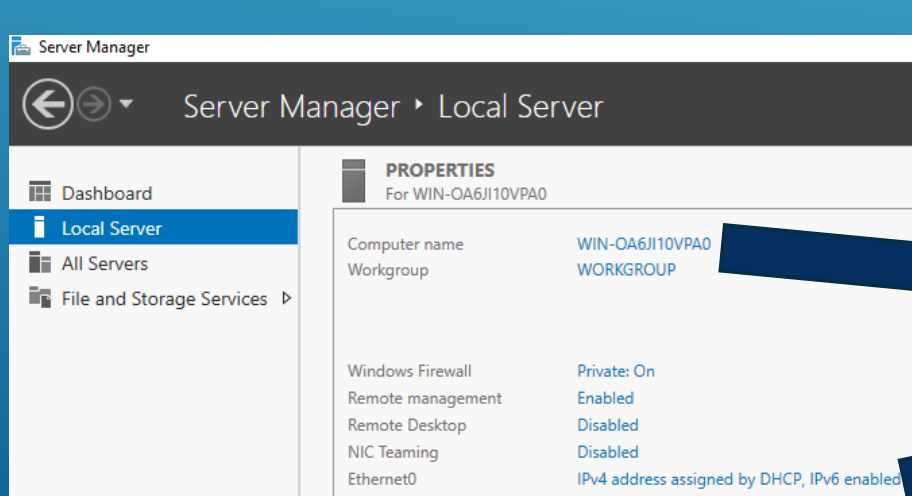 Server Manager
Server Manager ‣ Local Server
Dashboard
Local Server
All Servers
File and Storage Services
PROPERTIES
For WIN-OA6JI10VPA0
Computer name WIN-OA6JI10VPA0
Workgroup WORKGROUP
Windows Firewall Private: On
Remote management Enabled
Remote Desktop Disabled
NIC Teaming Disabled
Ethernet0 IPv4 address assigned by DHCP, IPv6 enabled